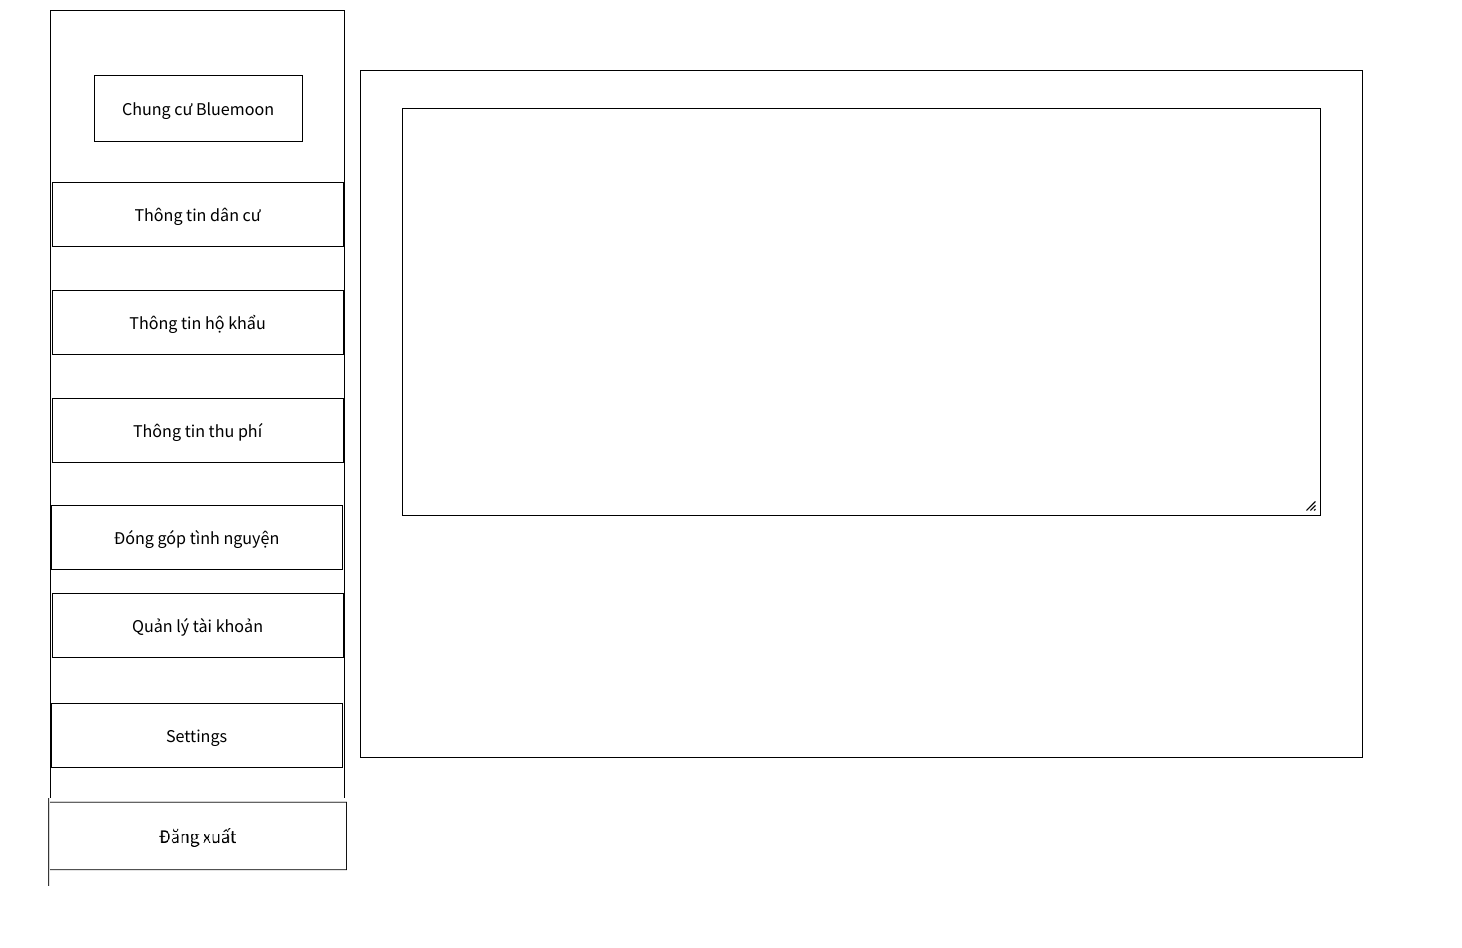 Chung cư Bluemoon
Thông tin dân cư
Thông tin hộ khẩu
Thông tin thu phí
Đóng góp tình nguyện
Quản lý tài khoản
Settings
Đăng xuất